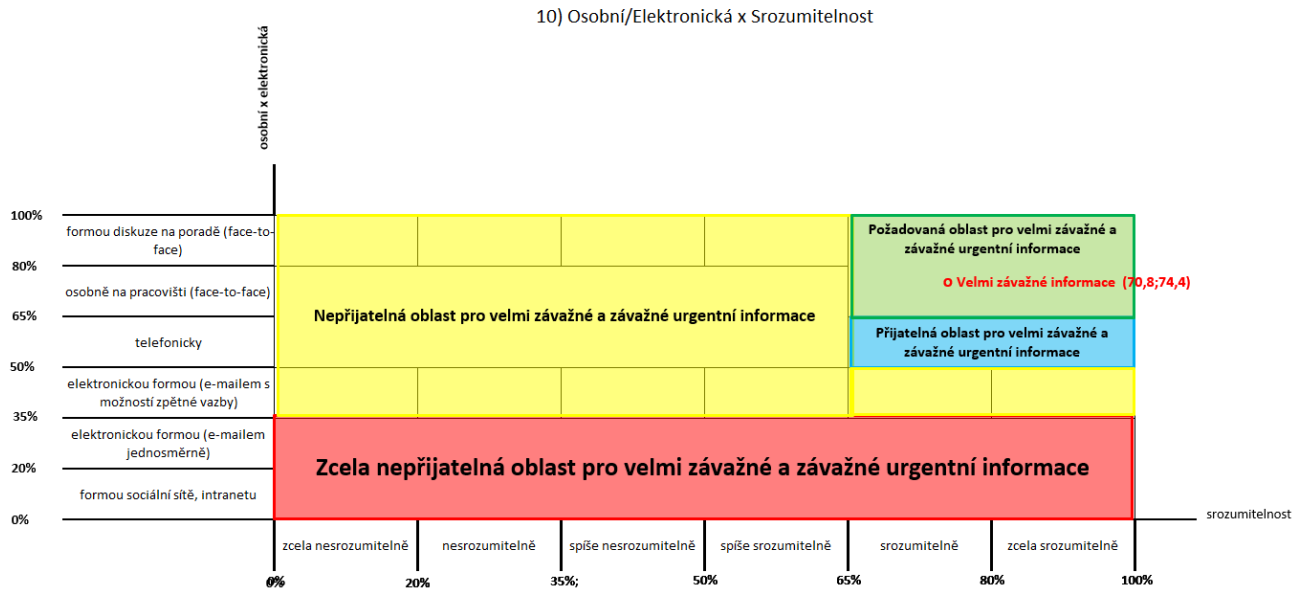 10) Osobní/Elektronická x Srozumitelnost
osobní x elektronická
100%
formou diskuze na poradě (face-to-
face)
Požadovaná oblast pro velmi závažné a
závažné urgentní informace
80%
osobně na pracovišti (face-to-face)
O Velmi závažné informace (70,8;74,4)
Nepřijatelná oblast pro velmi závažné a závažné urgentní informace
65%
telefonicky
Přijatelná oblast pro velmi závažné a
závažné urgentní informace
50%
elektronickou formou (e-mailem s
možností zpětné vazby)
35%
elektronickou formou (e-mailem
jednosměrně)
Zcela nepřijatelná oblast pro velmi závažné a závažné urgentní informace
20%
formou sociální sítě, intranetu
0%
srozumitelnost
zcela nesrozumitelně
nesrozumitelně
spíše nesrozumitelně
spíše srozumitelně
srozumitelně
zcela srozumitelně
0%
20%
35%;
50%
65%
80%
100%